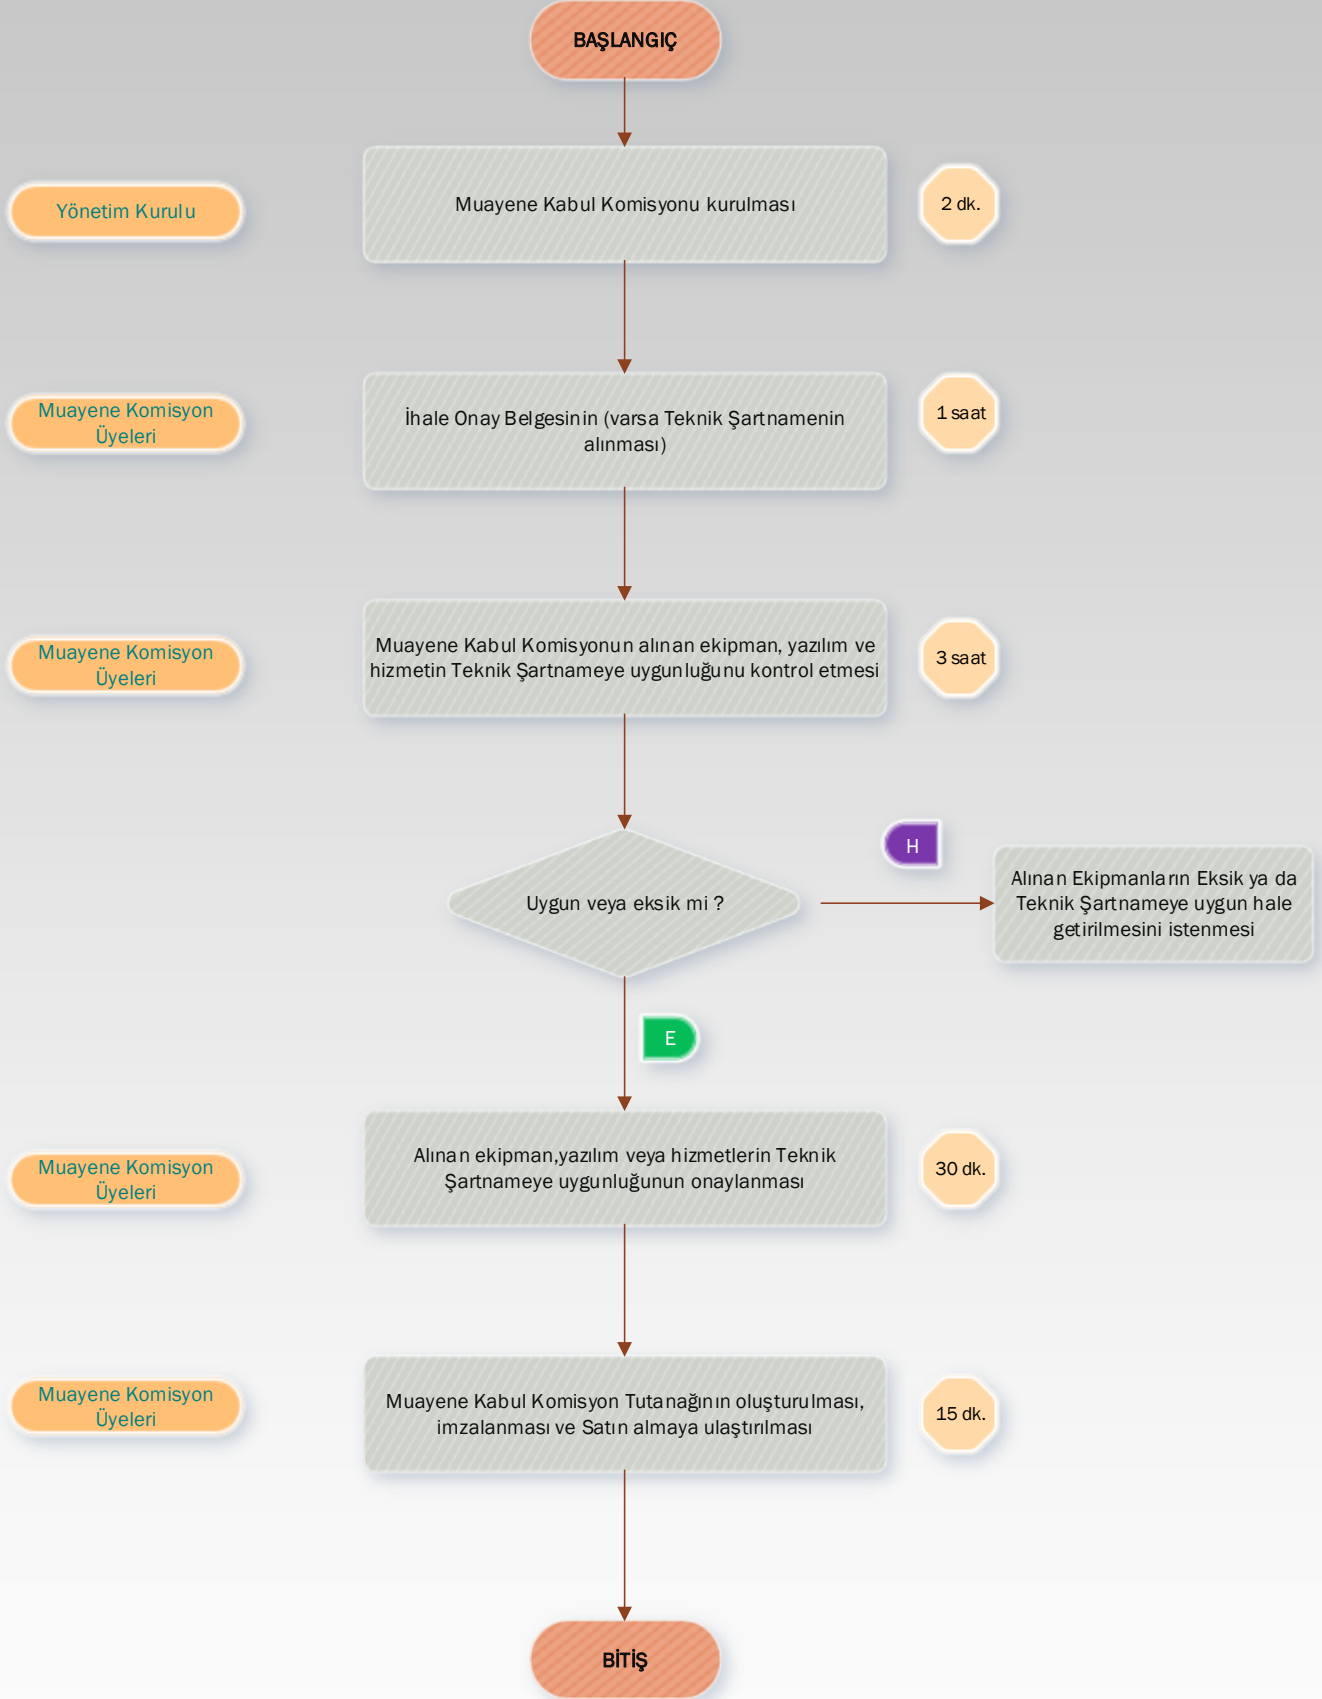 BAŞLANGIÇ
Yönetim Kurulu
Muayene Kabul Komisyonu kurulması
2 dk.
Muayene Komisyon
Üyeleri
İhale Onay Belgesinin (varsa Teknik Şartnamenin
alınması)
1 saat
Muayene Komisyon
Üyeleri
Muayene Kabul Komisyonun alınan ekipman, yazılım ve
hizmetin Teknik Şartnameye uygunluğunu kontrol etmesi
3 saat
Uygun veya eksik mi ?
H
Alınan Ekipmanların Eksik ya da
Teknik Şartnameye uygun hale
getirilmesini istenmesi
E
Muayene Komisyon
Üyeleri
Alınan ekipman,yazılım veya hizmetlerin Teknik
Şartnameye uygunluğunun onaylanması
30 dk.
Muayene Komisyon
Üyeleri
Muayene Kabul Komisyon Tutanağının oluşturulması,
imzalanması ve Satın almaya ulaştırılması
15 dk.
BİTİŞ